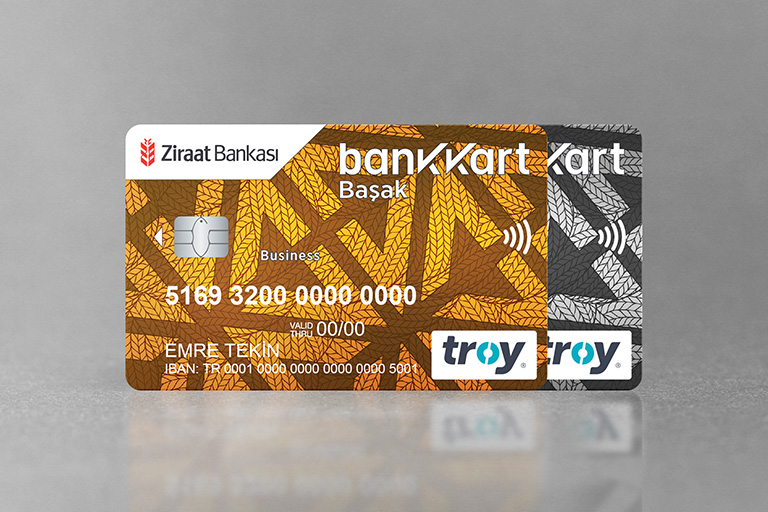 Ziraat Bankası
bankkart
Başak
Business
5169 3200 0000 0000
VALID THRU 00/00
EMRE TEKİN
IBAN: TR 0001 0000 0000 0000 0000 5001
troy®
kart
troy®